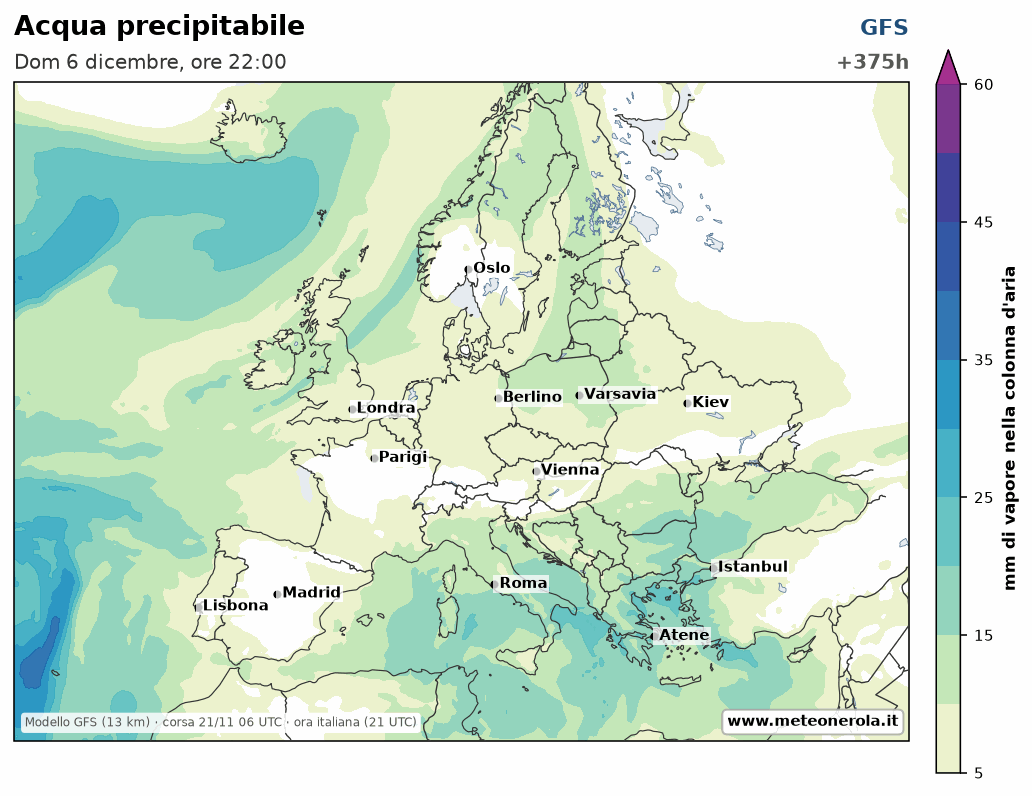 Acqua precipitabile
GFS
Dom 6 dicembre, ore 22:00
+375h
60
45
35
25
15
5
mm di vapore nella colonna d'aria
Oslo
Berlino
Varsavia
Kiev
Londra
Parigi
Vienna
Istanbul
Roma
Madrid
Lisbona
Atene
Modello GFS (13 km) · corsa 21/11 06 UTC · ora italiana (21 UTC)
www.meteonerola.it